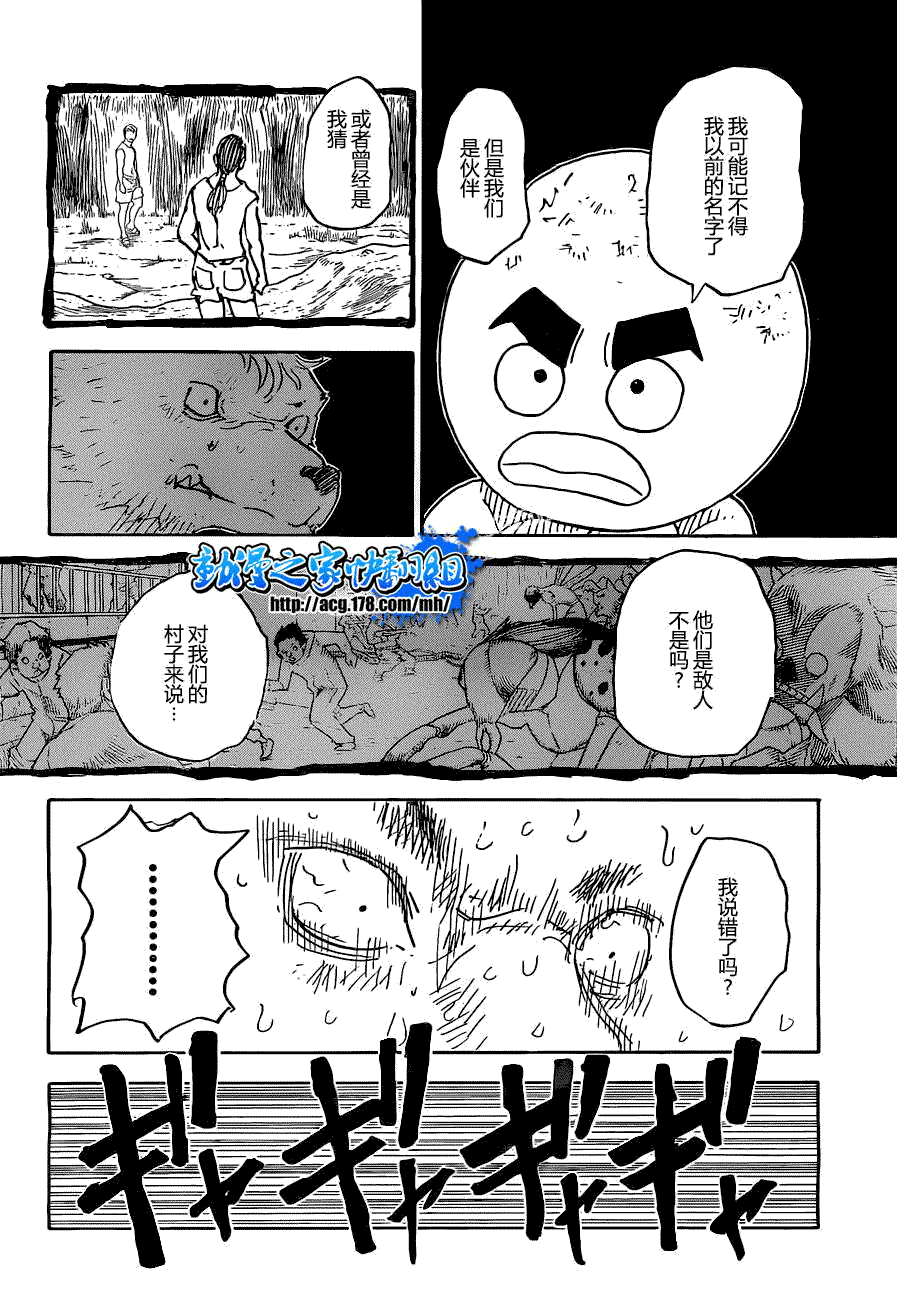 我可能记不得
我以前的名字了
但是我们
是伙伴
或者曾经是
我猜
動漫之家快翻組
http://acg.178.com/mh/
他们是敌人
不是吗?
对我们的
村子来说…
我说错了吗?
………
ギャ
ギャ
ギャ
ギャ